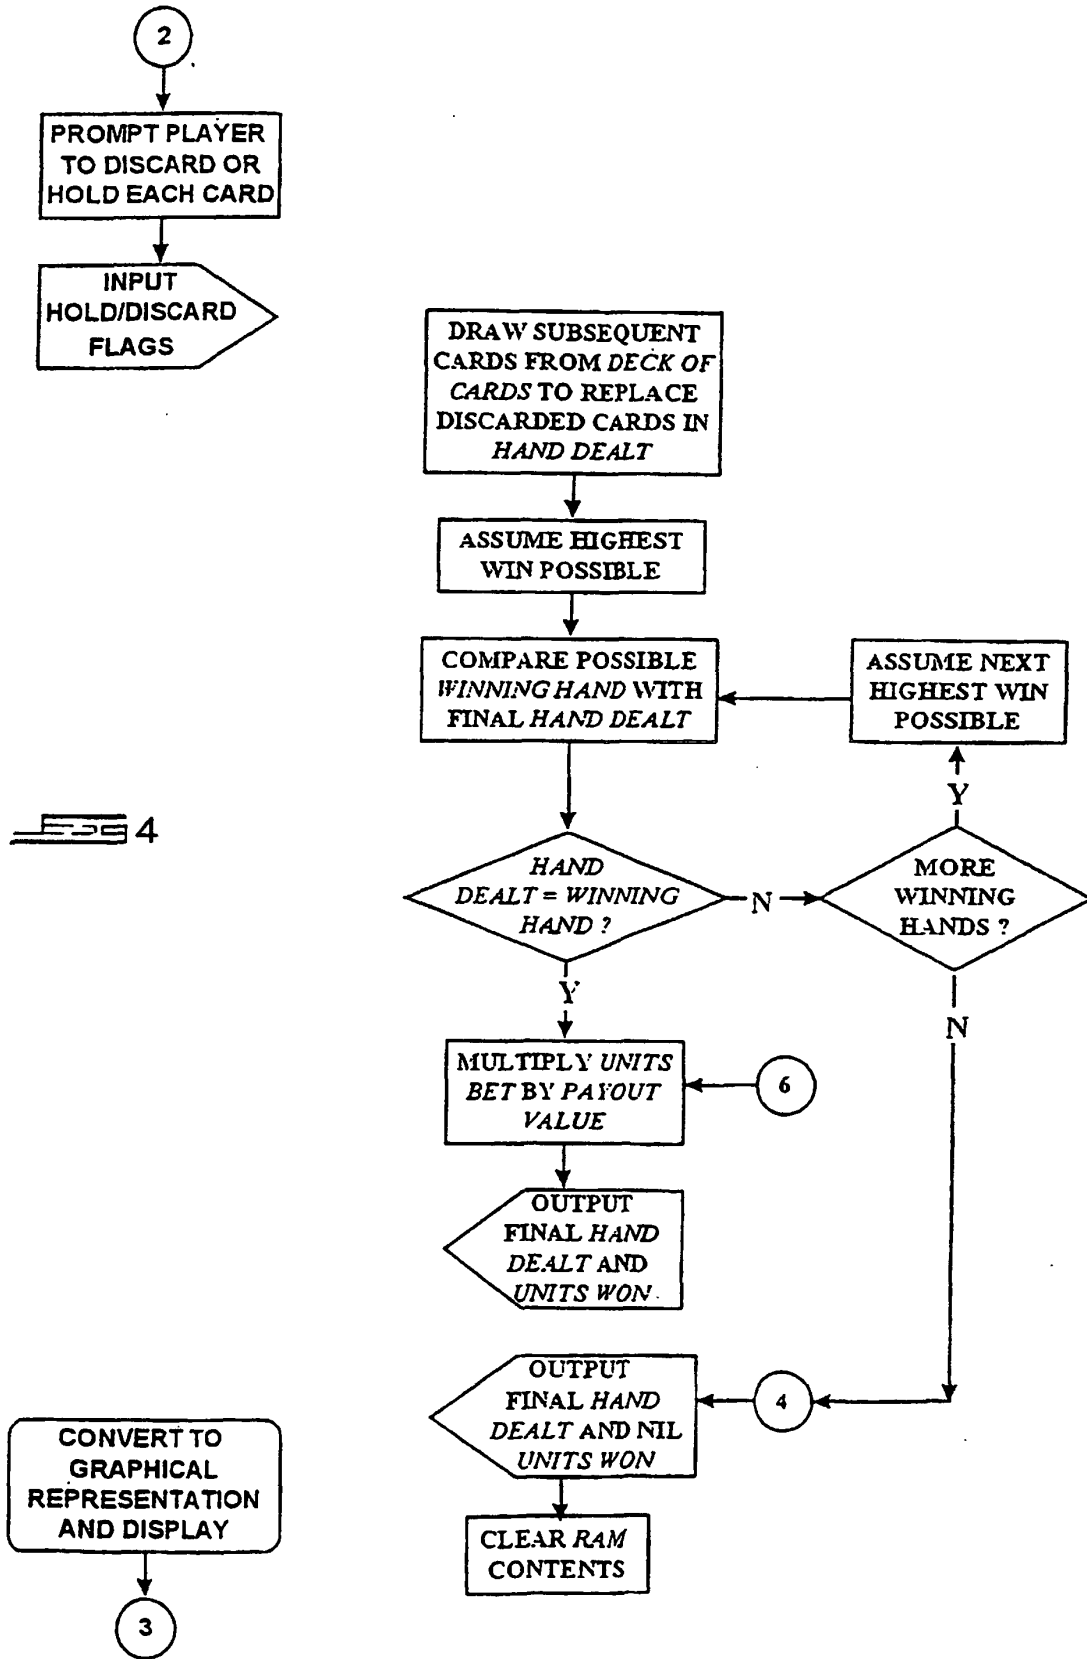 2
PROMPT PLAYER
TO DISCARD OR
HOLD EACH CARD
INPUT
HOLD/DISCARD
FLAGS
DRAW SUBSEQUENT
CARDS FROM DECK OF
CARDS TO REPLACE
DISCARDED CARDS IN
HAND DEALT
ASSUME HIGHEST
WIN POSSIBLE
COMPARE POSSIBLE
WINNING HAND WITH
FINAL HAND DEALT
ASSUME NEXT
HIGHEST WIN
POSSIBLE
Y
4
HAND
DEALT = WINNING
HAND ?
N
MORE
WINNING
HANDS ?
Y
N
MULTIPLY UNITS
BET BY PAYOUT
VALUE
6
OUTPUT
FINAL HAND
DEALT AND
UNITS WON
OUTPUT
FINAL HAND
DEALT AND NIL
UNITS WON
4
CLEAR RAM
CONTENTS
CONVERT TO
GRAPHICAL
REPRESENTATION
AND DISPLAY
3